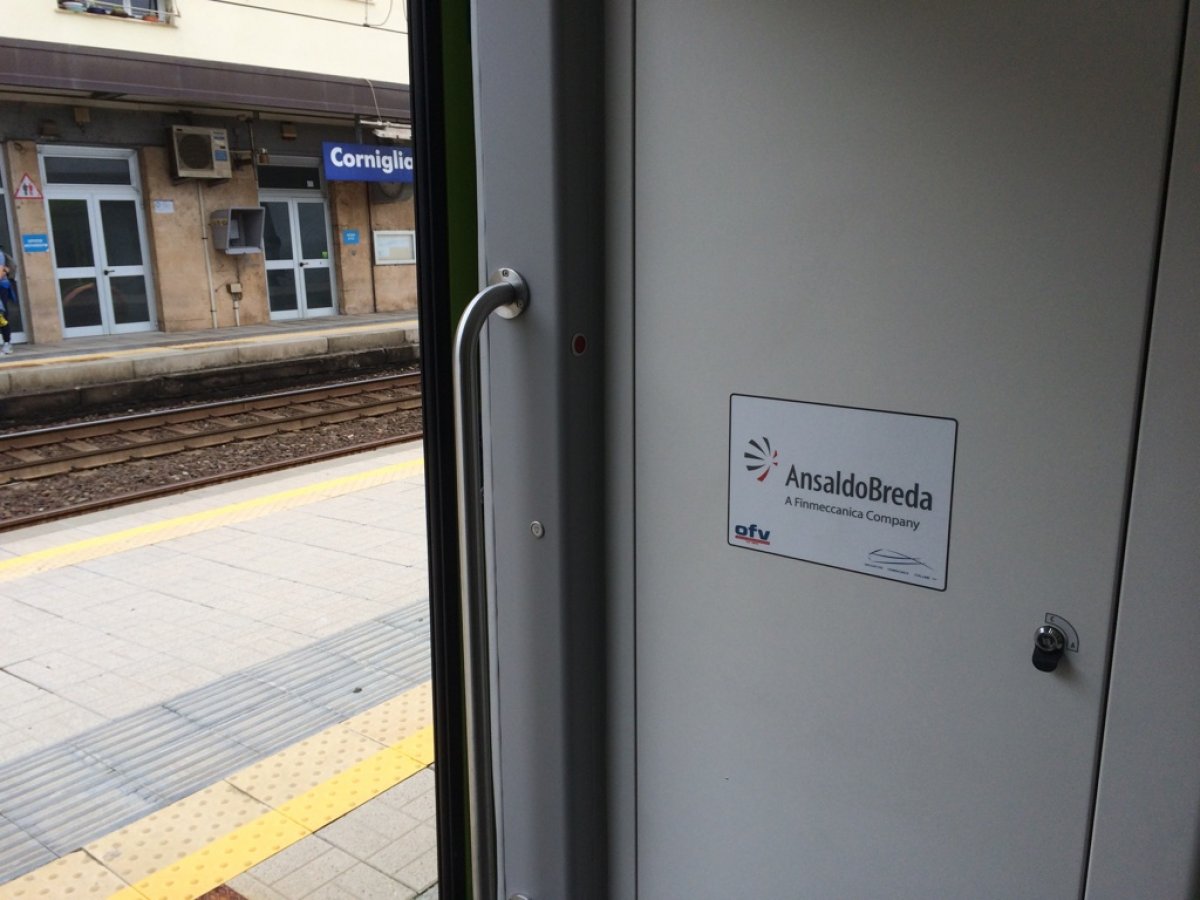 Corniglia
AnsaldoBreda
A Finmeccanica Company
ofv